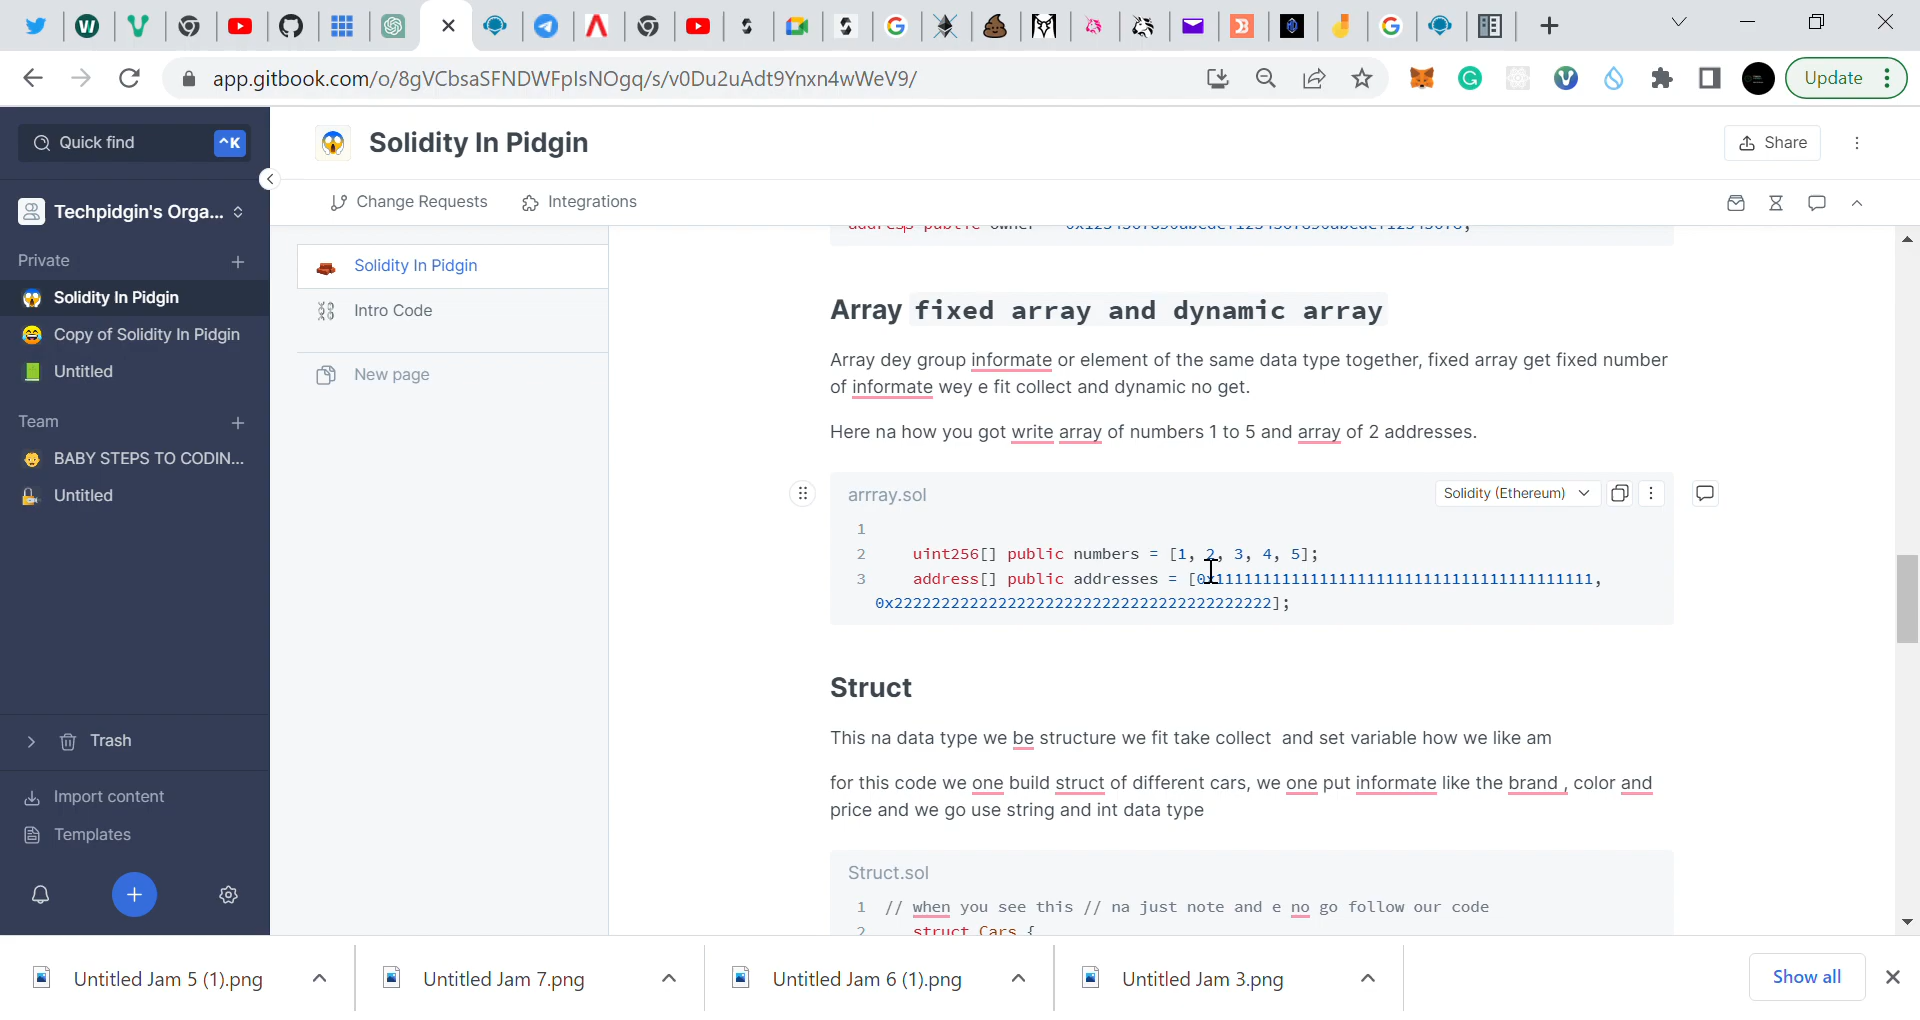 app.gitbook.com/o/8gVCbsaSFNDWFplsNOgq/s/v0Du2uAdt9Ynxn4wWeV9/
Update
Quick find
^K
Solidity In Pidgin
Share
Techpidgin's Orga...
Change Requests
Integrations
Private
Solidity In Pidgin
Copy of Solidity In Pidgin
Untitled
Team
BABY STEPS TO CODIN...
Untitled
Trash
Import content
Templates
Solidity In Pidgin
Intro Code
New page
Array fixed array and dynamic array
Array dey group informate or element of the same data type together, fixed array get fixed number
of informate wey e fit collect and dynamic no get.
Here na how you got write array of numbers 1 to 5 and array of 2 addresses.
arrray.sol
Solidity (Ethereum)
1
2 uint256[] public numbers = [1, 2, 3, 4, 5];
3 address[] public addresses = [0x1111111111111111111111111111111111111111,
0x2222222222222222222222222222222222222222];
Struct
This na data type we be structure we fit take collect and set variable how we like am
for this code we one build struct of different cars, we one put informate like the brand , color and
price and we go use string and int data type
Struct.sol
1 // when you see this // na just note and e no go follow our code
2 struct Cars {
Untitled Jam 5 (1).png
Untitled Jam 7.png
Untitled Jam 6 (1).png
Untitled Jam 3.png
Show all